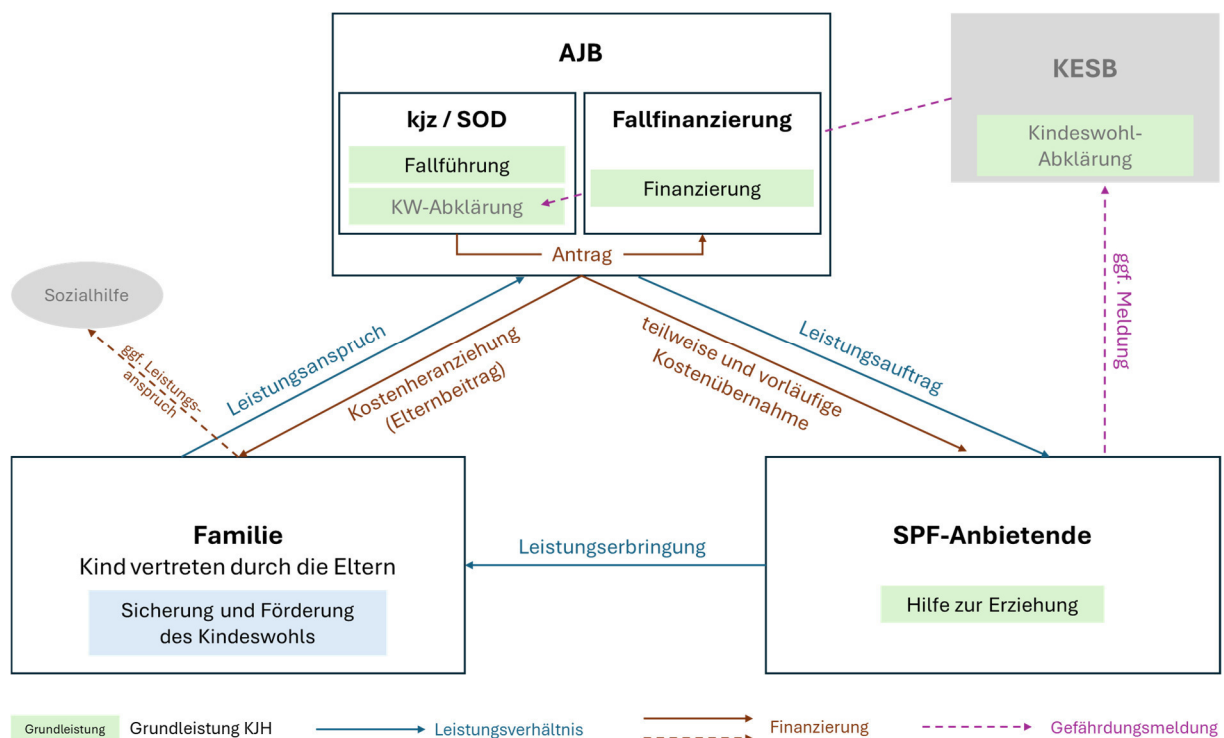 AJB
KESB
kjz / SOD
Fallfinanzierung
Kindeswohl-
Abklärung
Fallführung
Finanzierung
KW-Abklärung
Antrag
Sozialhilfe
ggf. Leistungs-
anspruch
Leistungsanspruch
Kostenheranziehung
(Elternbeitrag)
teilweise und vorläufige
Kostenübernahme
Leistungsauftrag
ggf. Meldung
Familie
Kind vertreten durch die Eltern
Sicherung und Förderung
des Kindeswohls
Leistungserbringung
SPF-Anbietende
Hilfe zur Erziehung
Grundleistung
Grundleistung KJH
Leistungsverhältnis
Finanzierung
Gefährdungsmeldung